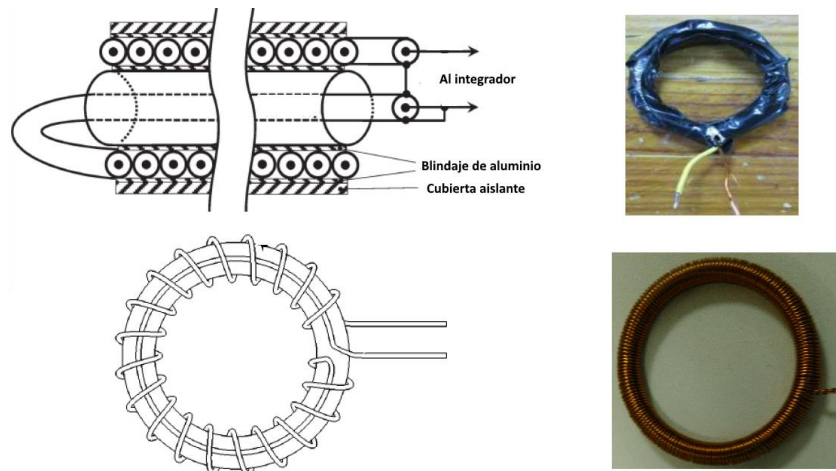 Al integrador
Blindaje de aluminio
Cubierta aislante